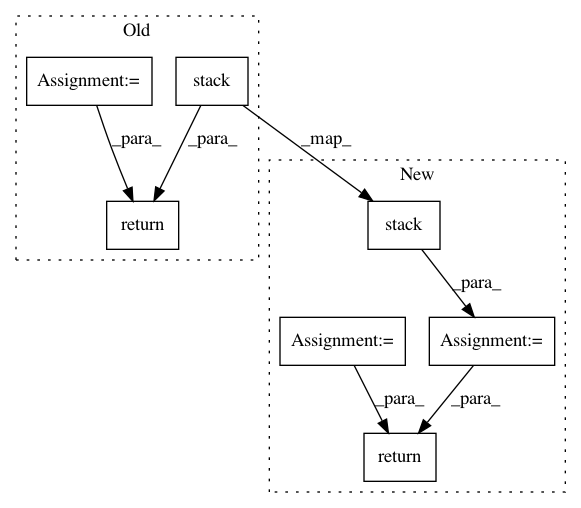 Old
Assignment:=
stack
_para_
_para_
_map_
return
New
stack
_para_
Assignment:=
Assignment:=
_para_
_para_
return